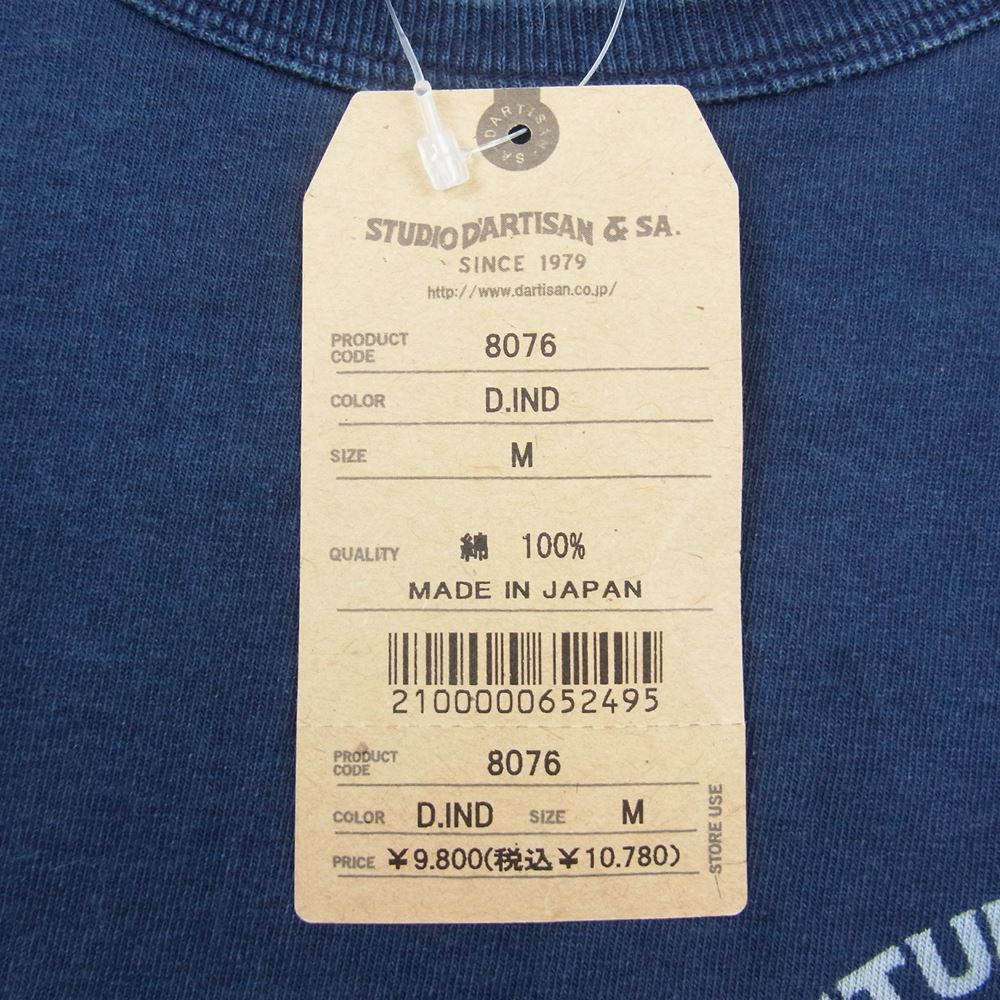 D'ARTISAN · SA
STUDIO D'ARTISAN & SA.
SINCE 1979
http://www.dartisan.co.jp/
PRODUCT CODE 8076
COLOR D.IND
SIZE M
QUALITY 綿 100%
MADE IN JAPAN
2100000652495
PRODUCT CODE 8076
COLOR D.IND SIZE M
PRICE ¥9.800(税込¥10.780)
STORE USE